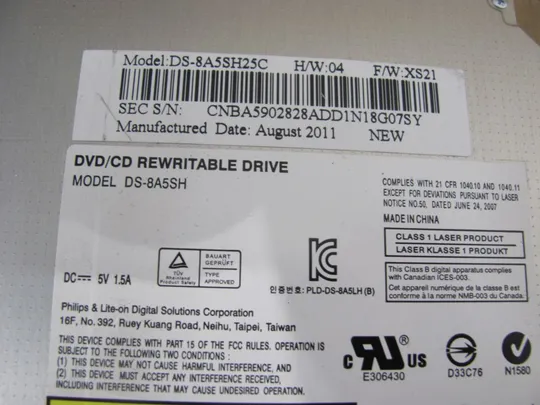 Model:DS-8A5SH25C H/W:04 F/W:XS21
SEC S/N: CNBA5902828ADD1N18G07SY
Manufactured Date: August 2011 NEW
DVD/CD REWRITABLE DRIVE
MODEL DS-8A5SH
COMPLIES WITH 21 CFR 1040.10 AND 1040.11
EXCEPT FOR DEVIATIONS PURSUANT TO LASER
NOTICE NO.50, DATED JUNE 24, 2007
MADE IN CHINA
CLASS 1 LASER PRODUCT
LASER KLASSE 1 PRODUKT
This Class B digital apparatus complies
with Canadian ICES-003.
Cet appareil numérique de la classe B est
conforme à la norme NMB-003 du Canada.
DC 5V 1.5A
TÜV
Rheinland
Product Safety
BAUART
GEPRÜFT
TYPE
APPROVED
인증번호: PLD-DS-8A5LH (B)
Philips & Lite-on Digital Solutions Corporation
16F, No. 392, Ruey Kuang Road, Neihu, Taipei, Taiwan
THIS DEVICE COMPLIES WITH PART 15 OF THE FCC RULES. OPERATION IS
SUBJECT TO THE FOLLOWING TWO CONDITIONS :
(1) THIS DEVICE MAY NOT CAUSE HARMFUL INTERFERENCE, AND
(2) THIS DEVICE MUST ACCEPT ANY INTERFERENCE RECEIVED,
c RU US
E306430
D33C76
N1580